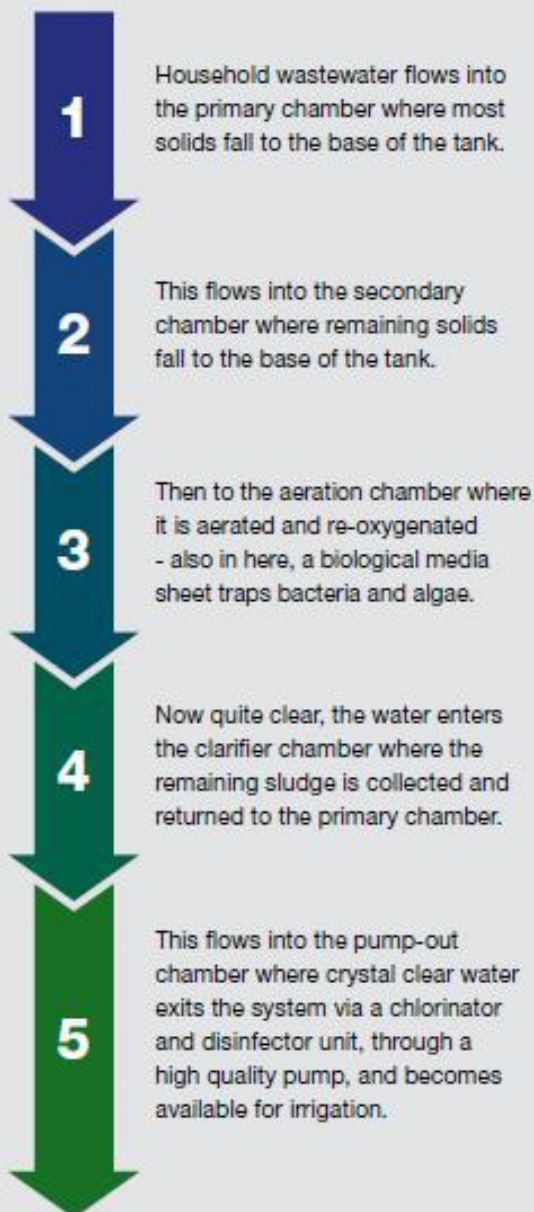 1
Household wastewater flows into
the primary chamber where most
solids fall to the base of the tank.
2
This flows into the secondary
chamber where remaining solids
fall to the base of the tank.
3
Then to the aeration chamber where
it is aerated and re-oxygenated
- also in here, a biological media
sheet traps bacteria and algae.
4
Now quite clear, the water enters
the clarifier chamber where the
remaining sludge is collected and
returned to the primary chamber.
5
This flows into the pump-out
chamber where crystal clear water
exits the system via a chlorinator
and disinfector unit, through a
high quality pump, and becomes
available for irrigation.